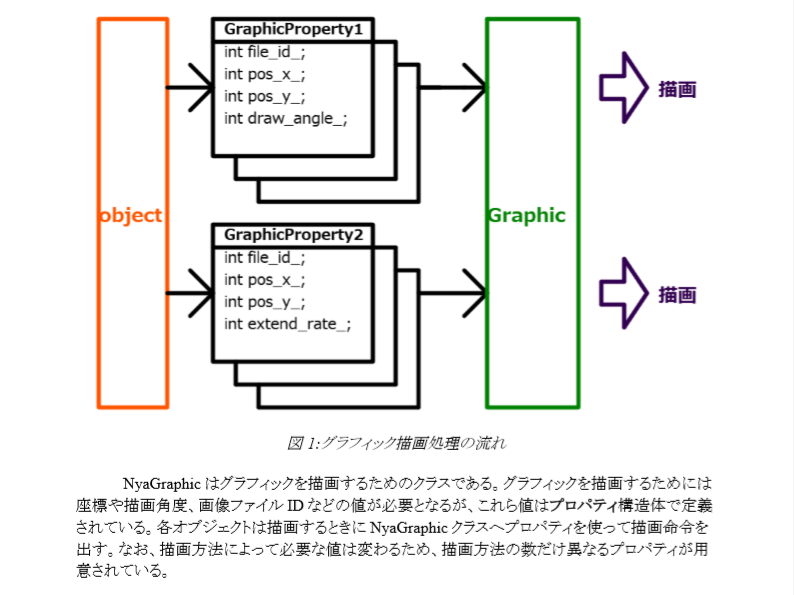 GraphicProperty1
int file_id_;
int pos_x_;
int pos_y_;
int draw_angle_;
描画
object
Graphic
GraphicProperty2
int file_id_;
int pos_x_;
int pos_y_;
int extend_rate_;
描画
図 1:グラフィック描画処理の流れ
NyaGraphic はグラフィックを描画するためのクラスである。グラフィックを描画するためには
座標や描画角度、画像ファイル ID などの値が必要となるが、これら値はプロパティ構造体で定義
されている。各オブジェクトは描画するときに NyaGraphic クラスへプロパティを使って描画命令を
出す。なお、描画方法によって必要な値は変わるため、描画方法の数だけ異なるプロパティが用
意されている。